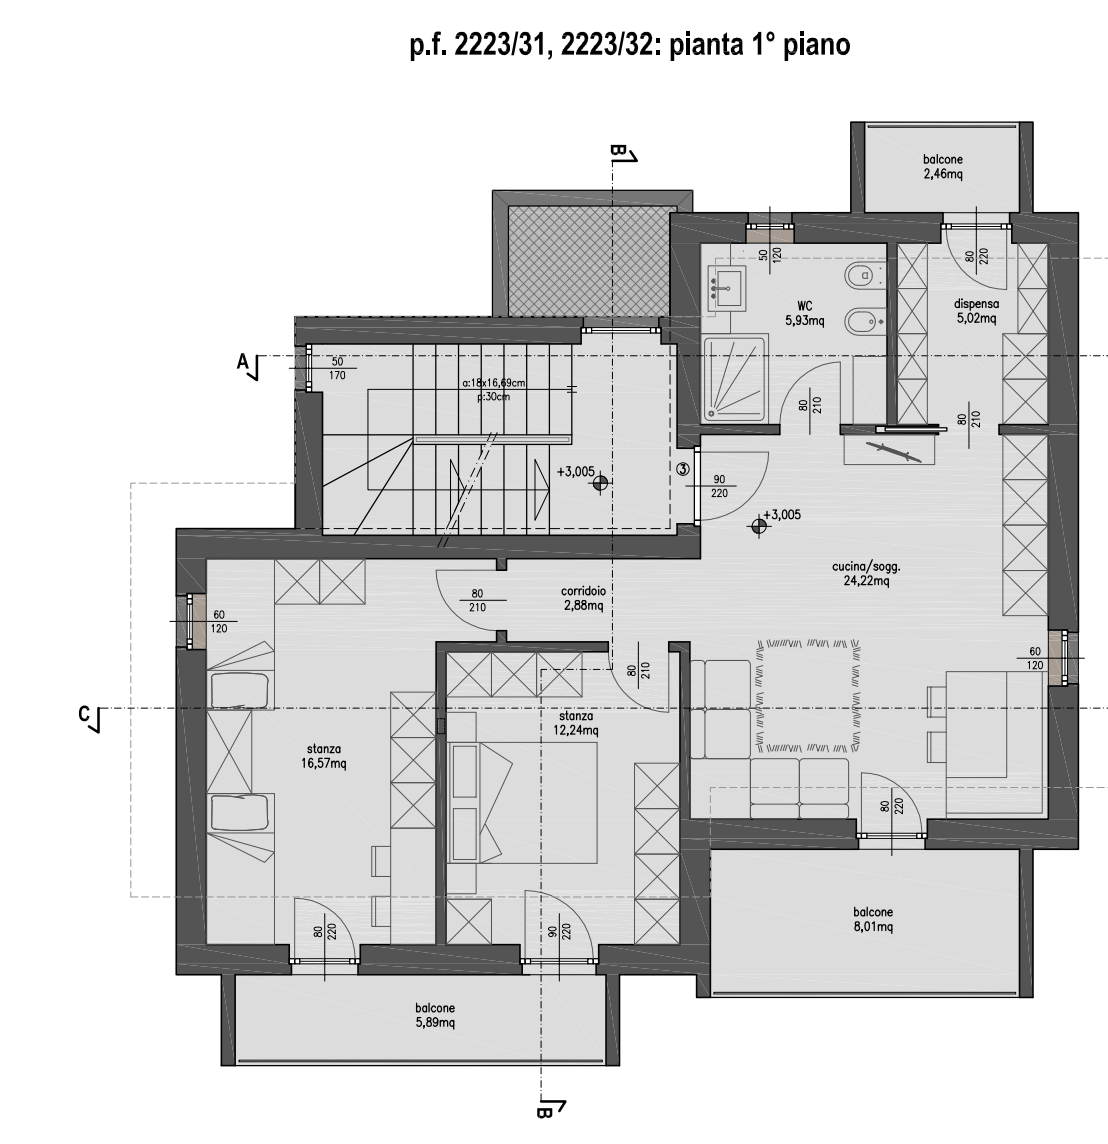 p.f. 2223/31, 2223/32: pianta 1° piano
B
balcone
2,46mq
50
120
80
220
WC
5,93mq
dispensa
5,02mq
A
50
170
a:18x16,69cm
p:30cm
80
210
80
210
+3,005
3
90
220
+3,005
cucina/sogg.
24,22mq
80
210
corridoio
2,88mq
60
120
80
210
60
120
C
stanza
12,24mq
stanza
16,57mq
80
220
80
220
90
220
balcone
8,01mq
balcone
5,89mq
B